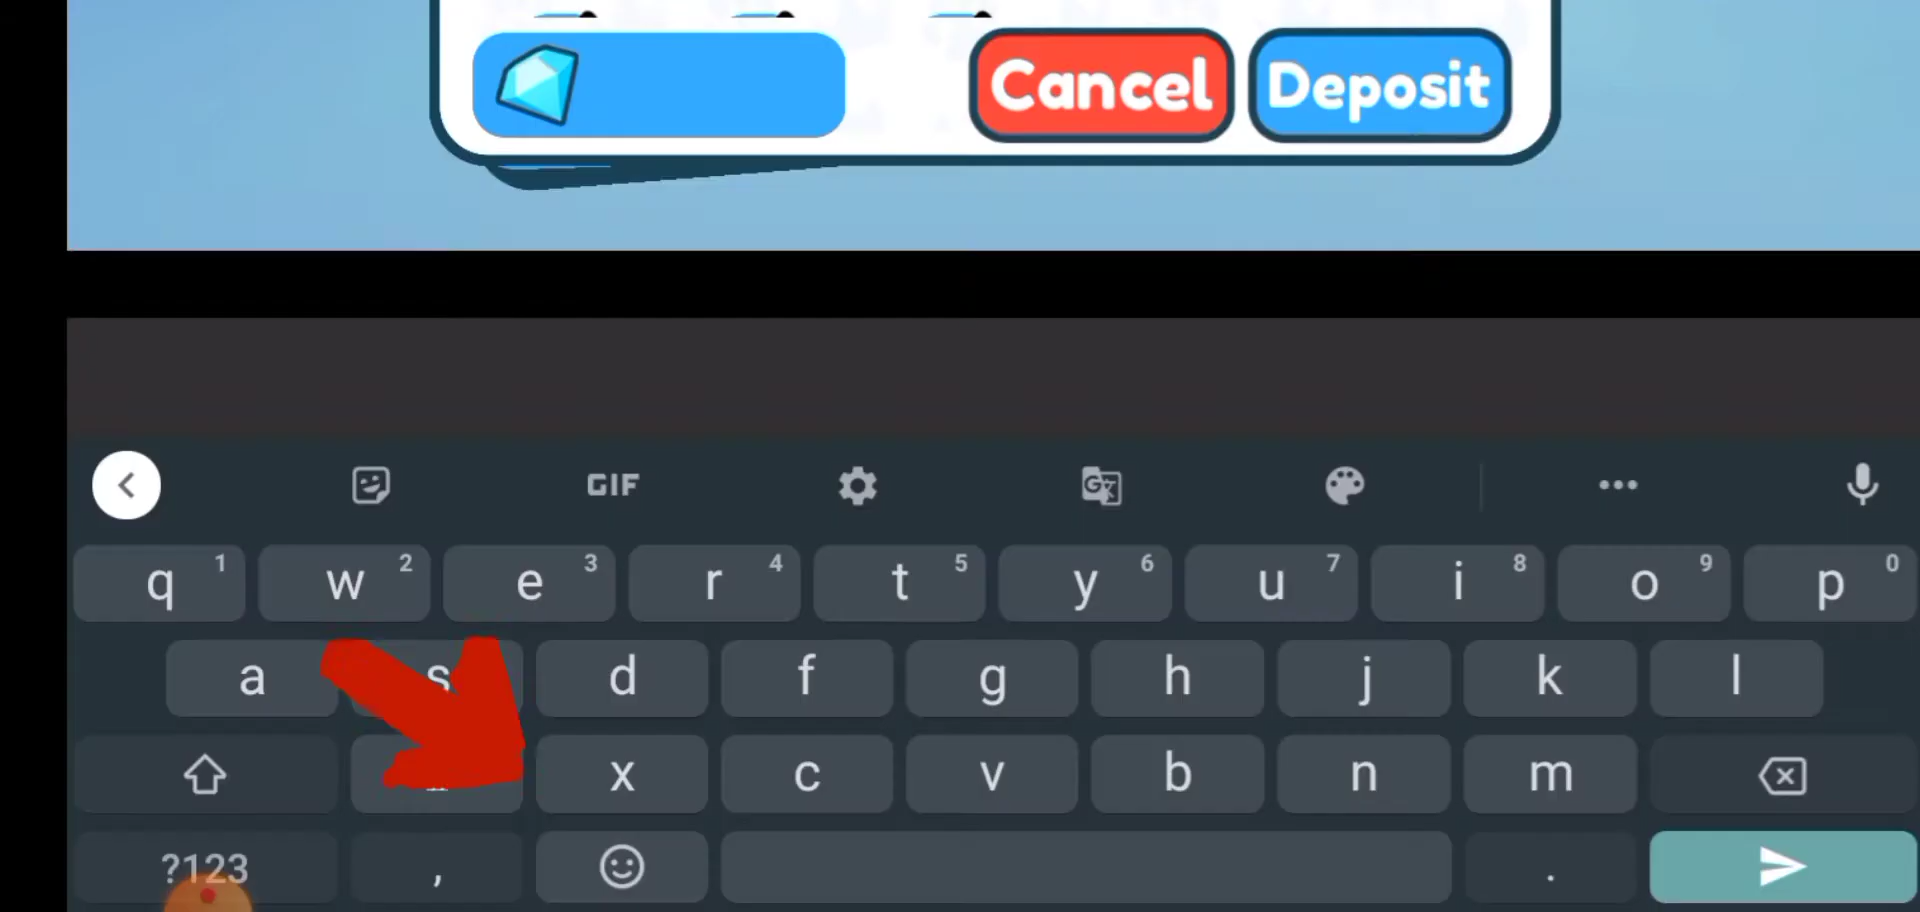 Cancel Deposit
GIF
q 1 w 2 e 3 r 4 t 5 y 6 u 7 i 8 o 9 p 0
a s d f g h j k l
x c v b n m
?123 , .